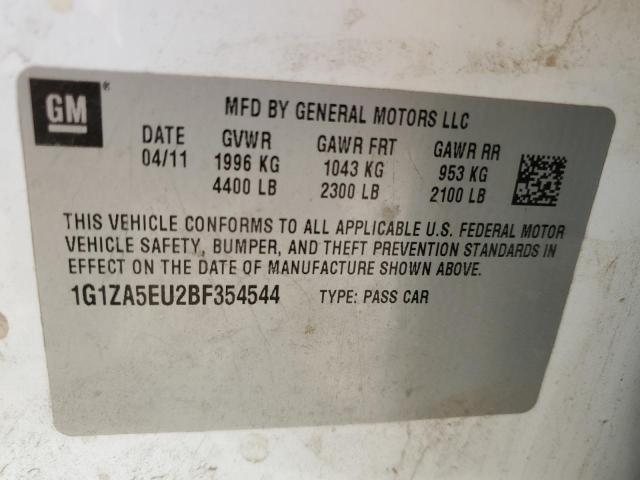 GM ®
MFD BY GENERAL MOTORS LLC
DATE GVWR GAWR FRT GAWR RR
04/11 1996 KG 1043 KG 953 KG
4400 LB 2300 LB 2100 LB
THIS VEHICLE CONFORMS TO ALL APPLICABLE U.S. FEDERAL MOTOR
VEHICLE SAFETY, BUMPER, AND THEFT PREVENTION STANDARDS IN
EFFECT ON THE DATE OF MANUFACTURE SHOWN ABOVE.
1G1ZA5EU2BF354544 TYPE: PASS CAR